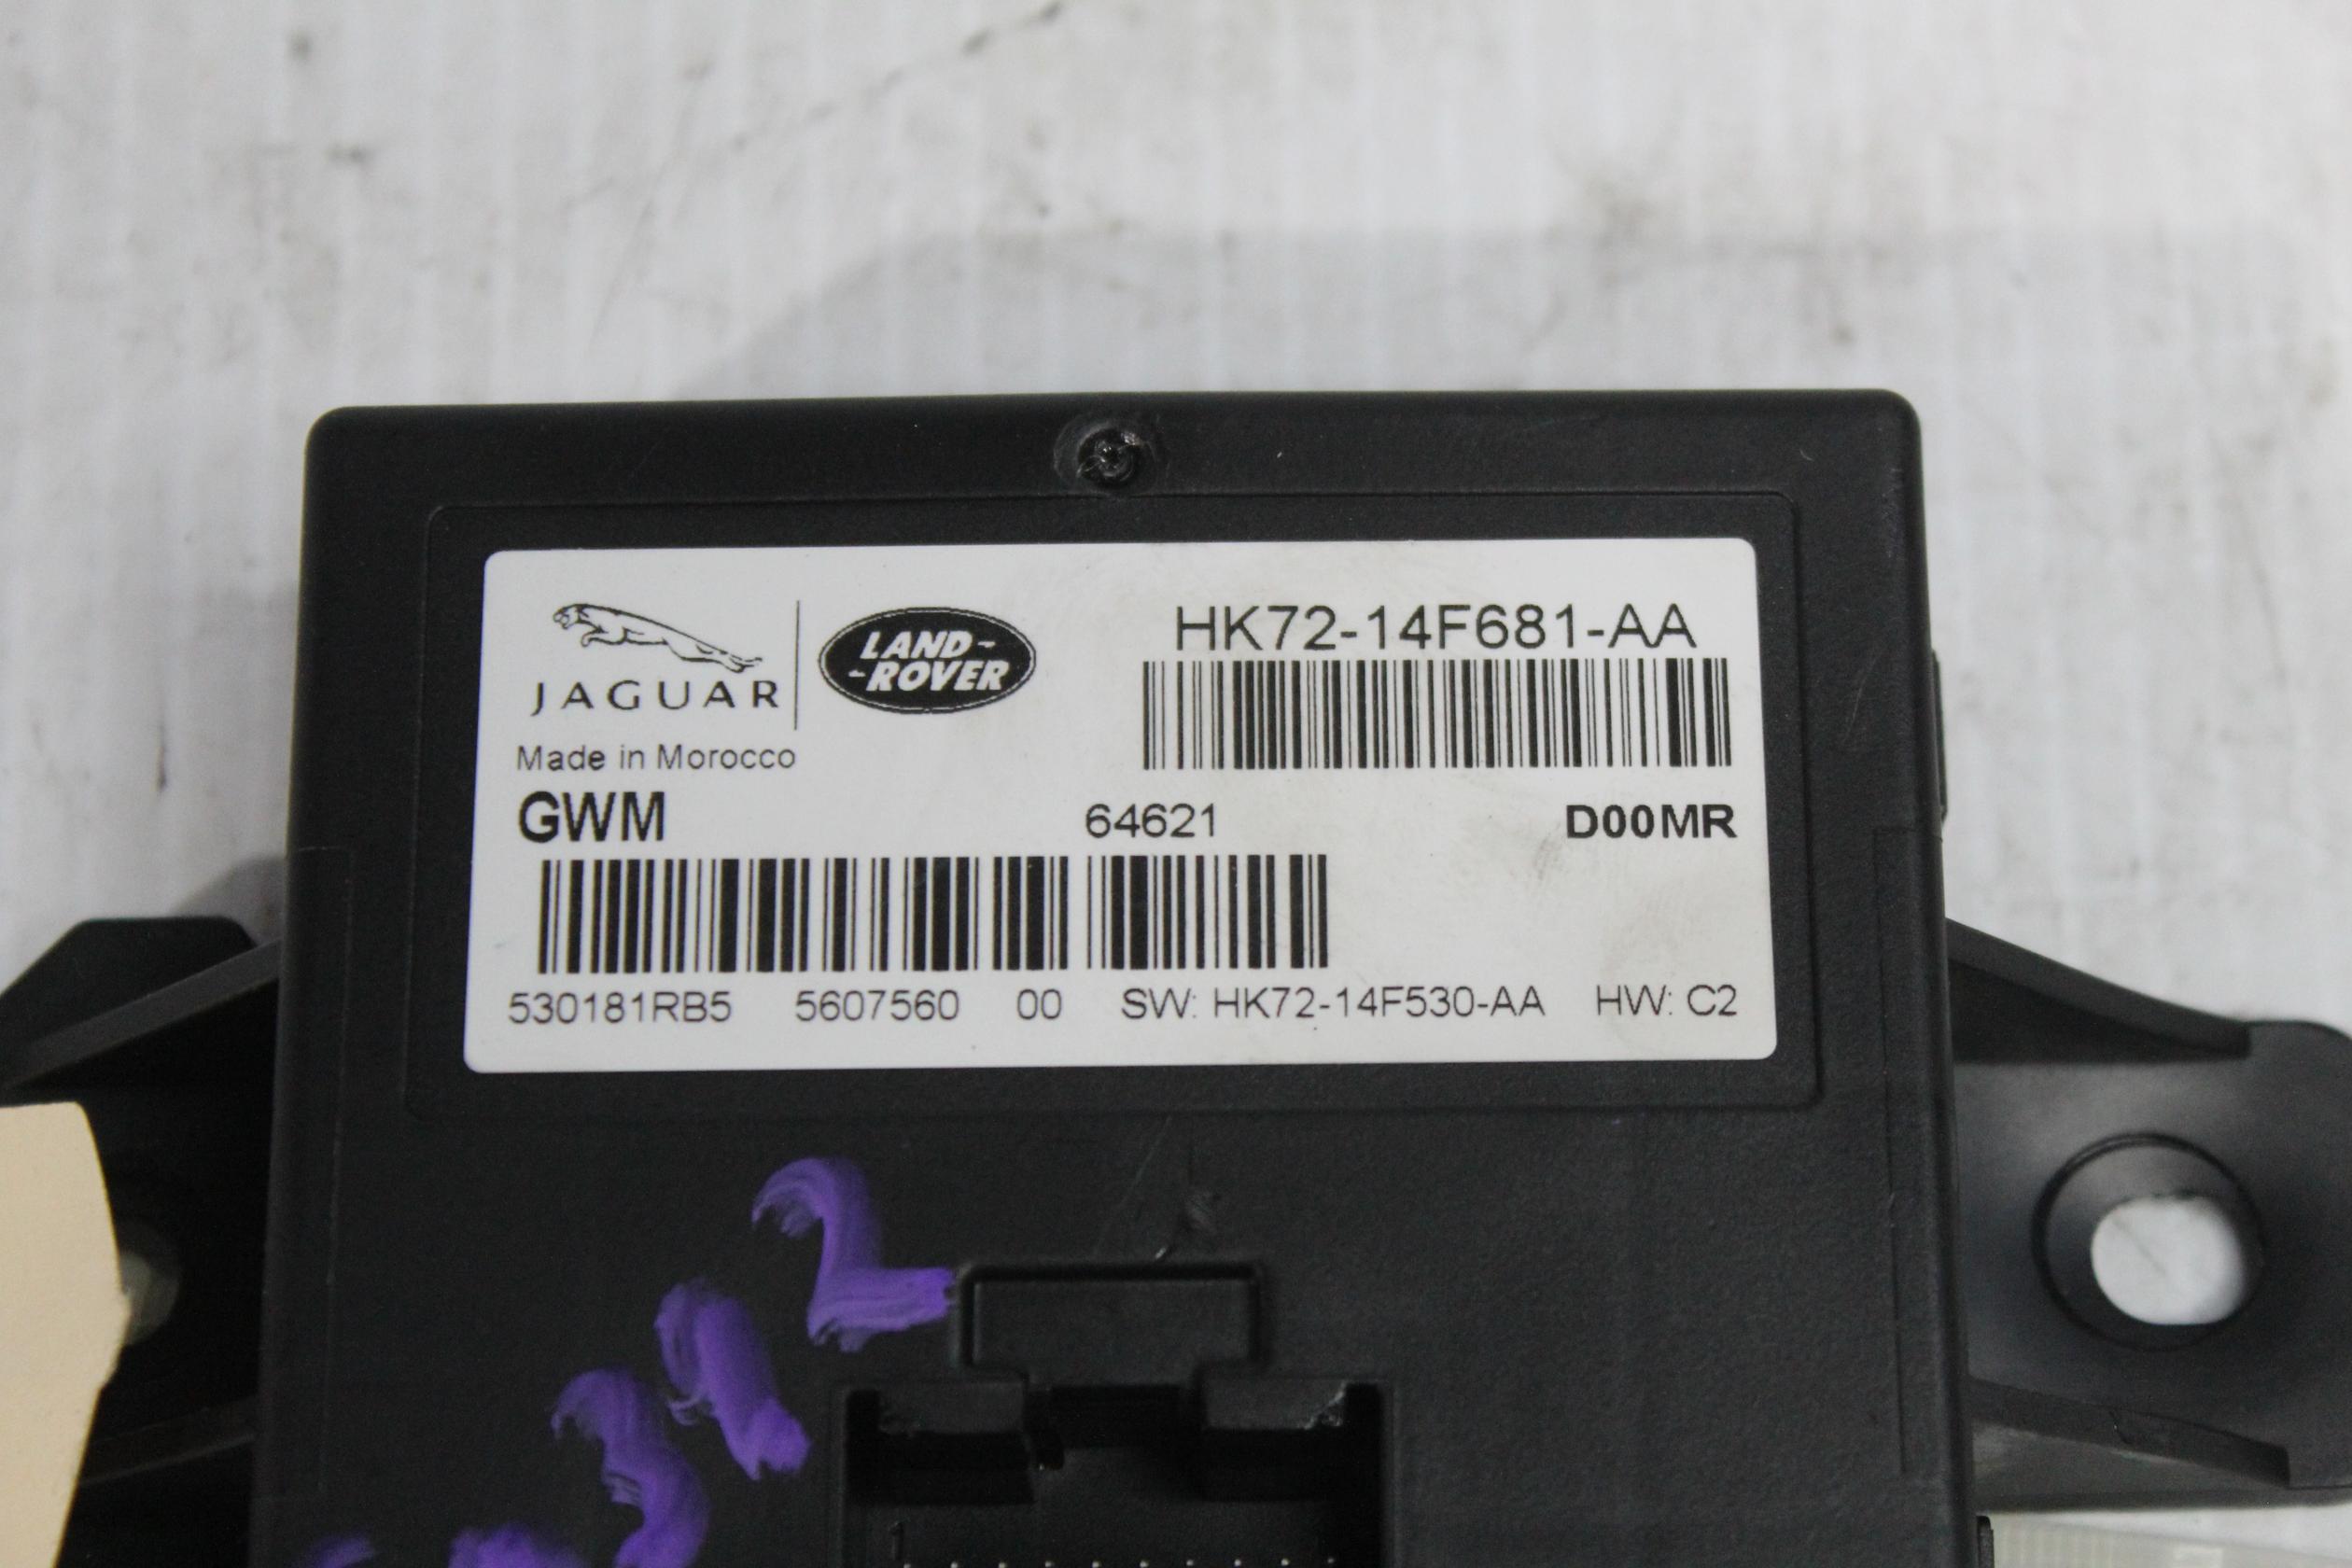 HK72-14F681-AA
JAGUAR
LAND-
-ROVER
Made in Morocco
GWM 64621 D00MR
530181RB5 5607560 00 SW: HK72-14F530-AA HW: C2